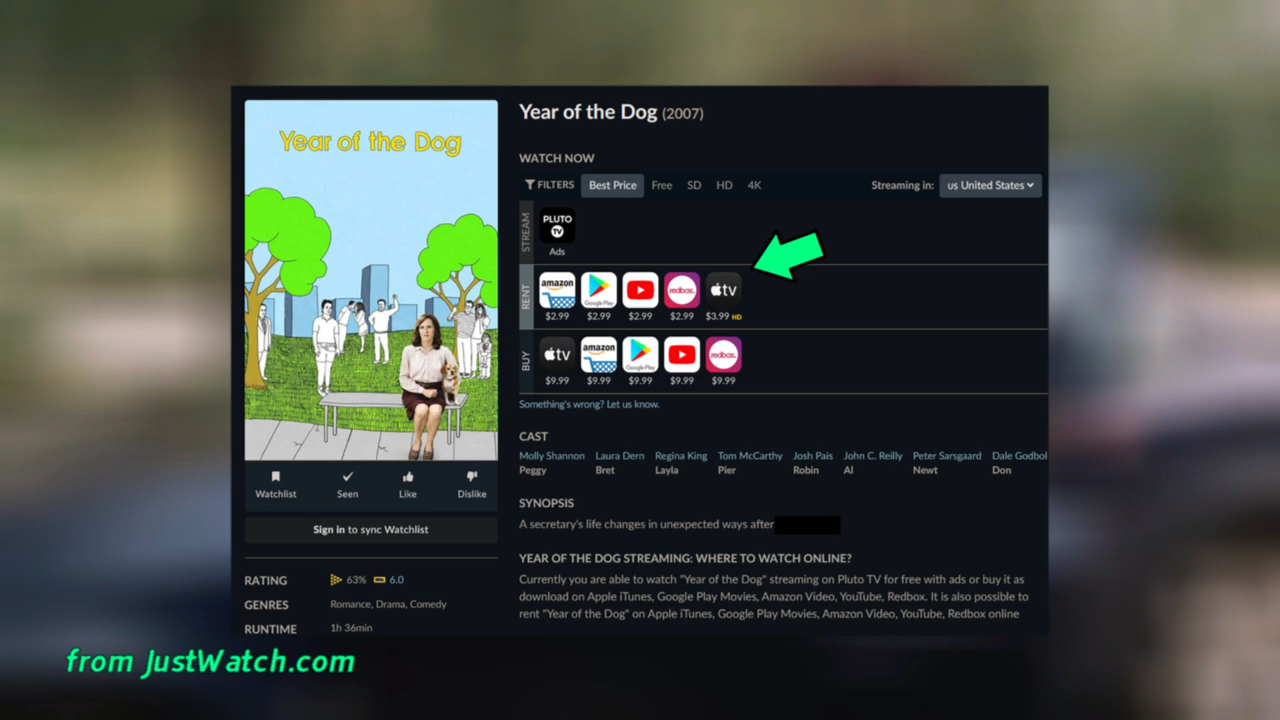 Year of the Dog
Year of the Dog (2007)
WATCH NOW
FILTERS Best Price Free SD HD 4K Streaming in: us United States
STREAM
PLUTO TV
Ads
RENT
amazon Google Play redbox. tv
$2.99 $2.99 $2.99 $2.99 $3.99 HD
BUY
tv amazon Google Play redbox.
$9.99 $9.99 $9.99 $9.99 $9.99
Something's wrong? Let us know.
CAST
Molly Shannon Laura Dern Regina King Tom McCarthy Josh Pais John C. Reilly Peter Sarsgaard Dale Godbol
Peggy Bret Layla Pier Robin Al Newt Don
Watchlist Seen Like Dislike
Sign in to sync Watchlist
SYNOPSIS
A secretary's life changes in unexpected ways after
YEAR OF THE DOG STREAMING: WHERE TO WATCH ONLINE?
Currently you are able to watch "Year of the Dog" streaming on Pluto TV for free with ads or buy it as
download on Apple iTunes, Google Play Movies, Amazon Video, YouTube, Redbox. It is also possible to
rent "Year of the Dog" on Apple iTunes, Google Play Movies, Amazon Video, YouTube, Redbox online
RATING 63% 6.0
GENRES Romance, Drama, Comedy
RUNTIME 1h 36min
from JustWatch.com